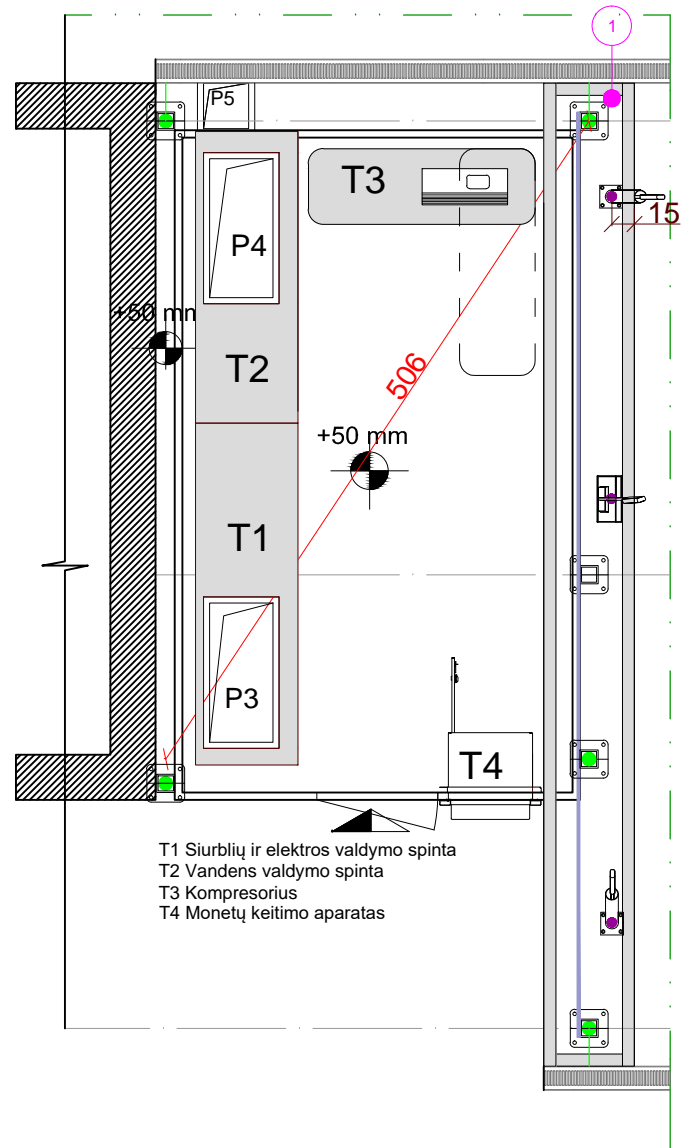 1
P5
T3
15
P4
+50 mm
T2
506
+50 mm
T1
P3
T4
T1 Siurblių ir elektros valdymo spinta
T2 Vandens valdymo spinta
T3 Kompresorius
T4 Monetų keitimo aparatas